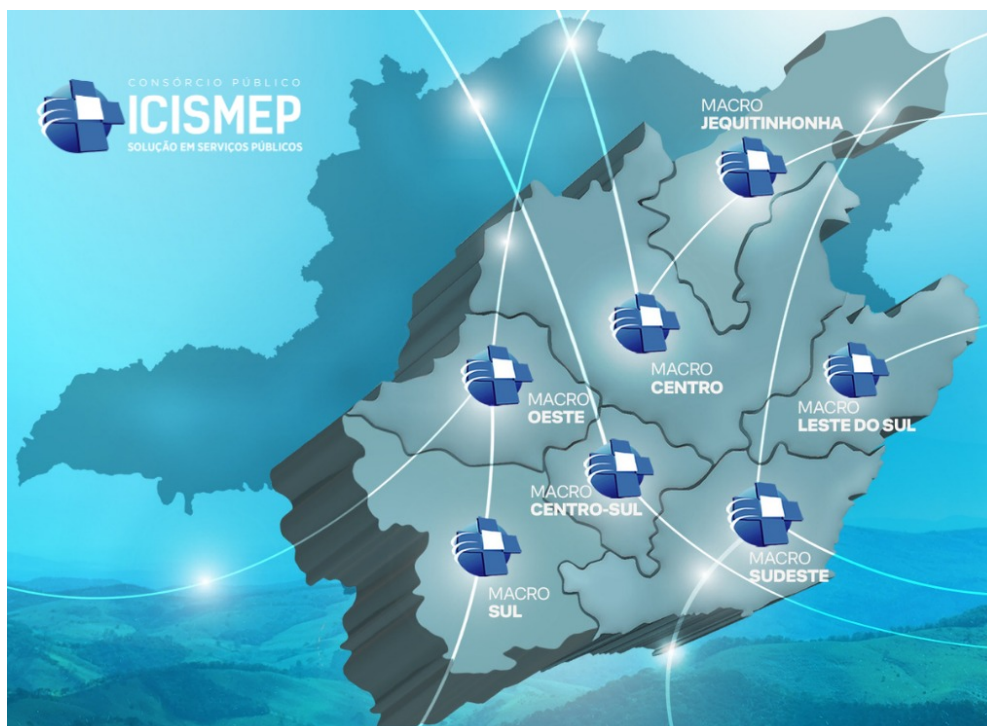 CONSÓRCIO PÚBLICO
ICISMEP
SOLUÇÃO EM SERVIÇOS PÚBLICOS
MACRO
JEQUITINHONHA
MACRO
CENTRO
MACRO
OESTE
MACRO
LESTE DO SUL
MACRO
CENTRO-SUL
MACRO
SUDESTE
MACRO
SUL